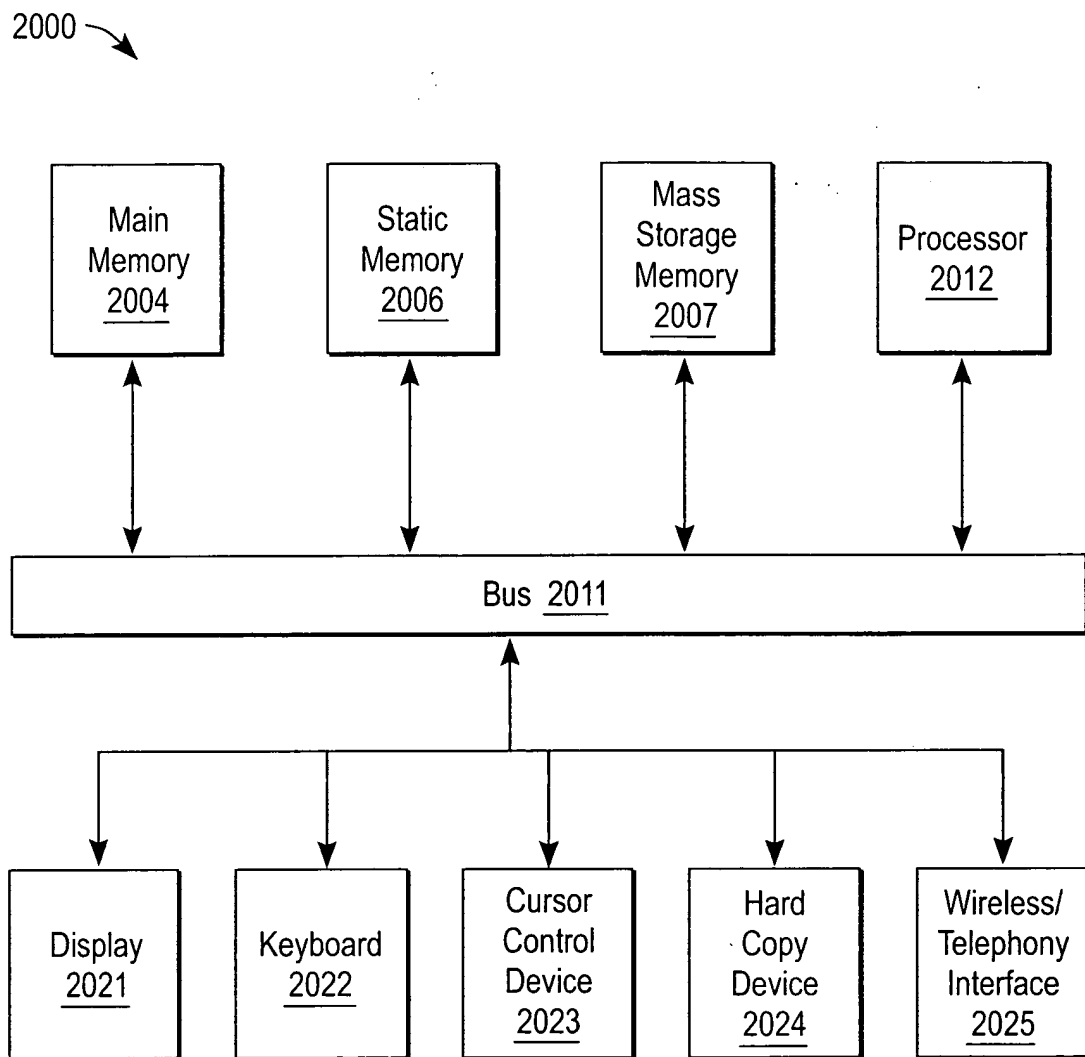 2000
Main
Memory
2004
Static
Memory
2006
Mass
Storage
Memory
2007
Processor
2012
Bus 2011
Display
2021
Keyboard
2022
Cursor
Control
Device
2023
Hard
Copy
Device
2024
Wireless/
Telephony
Interface
2025